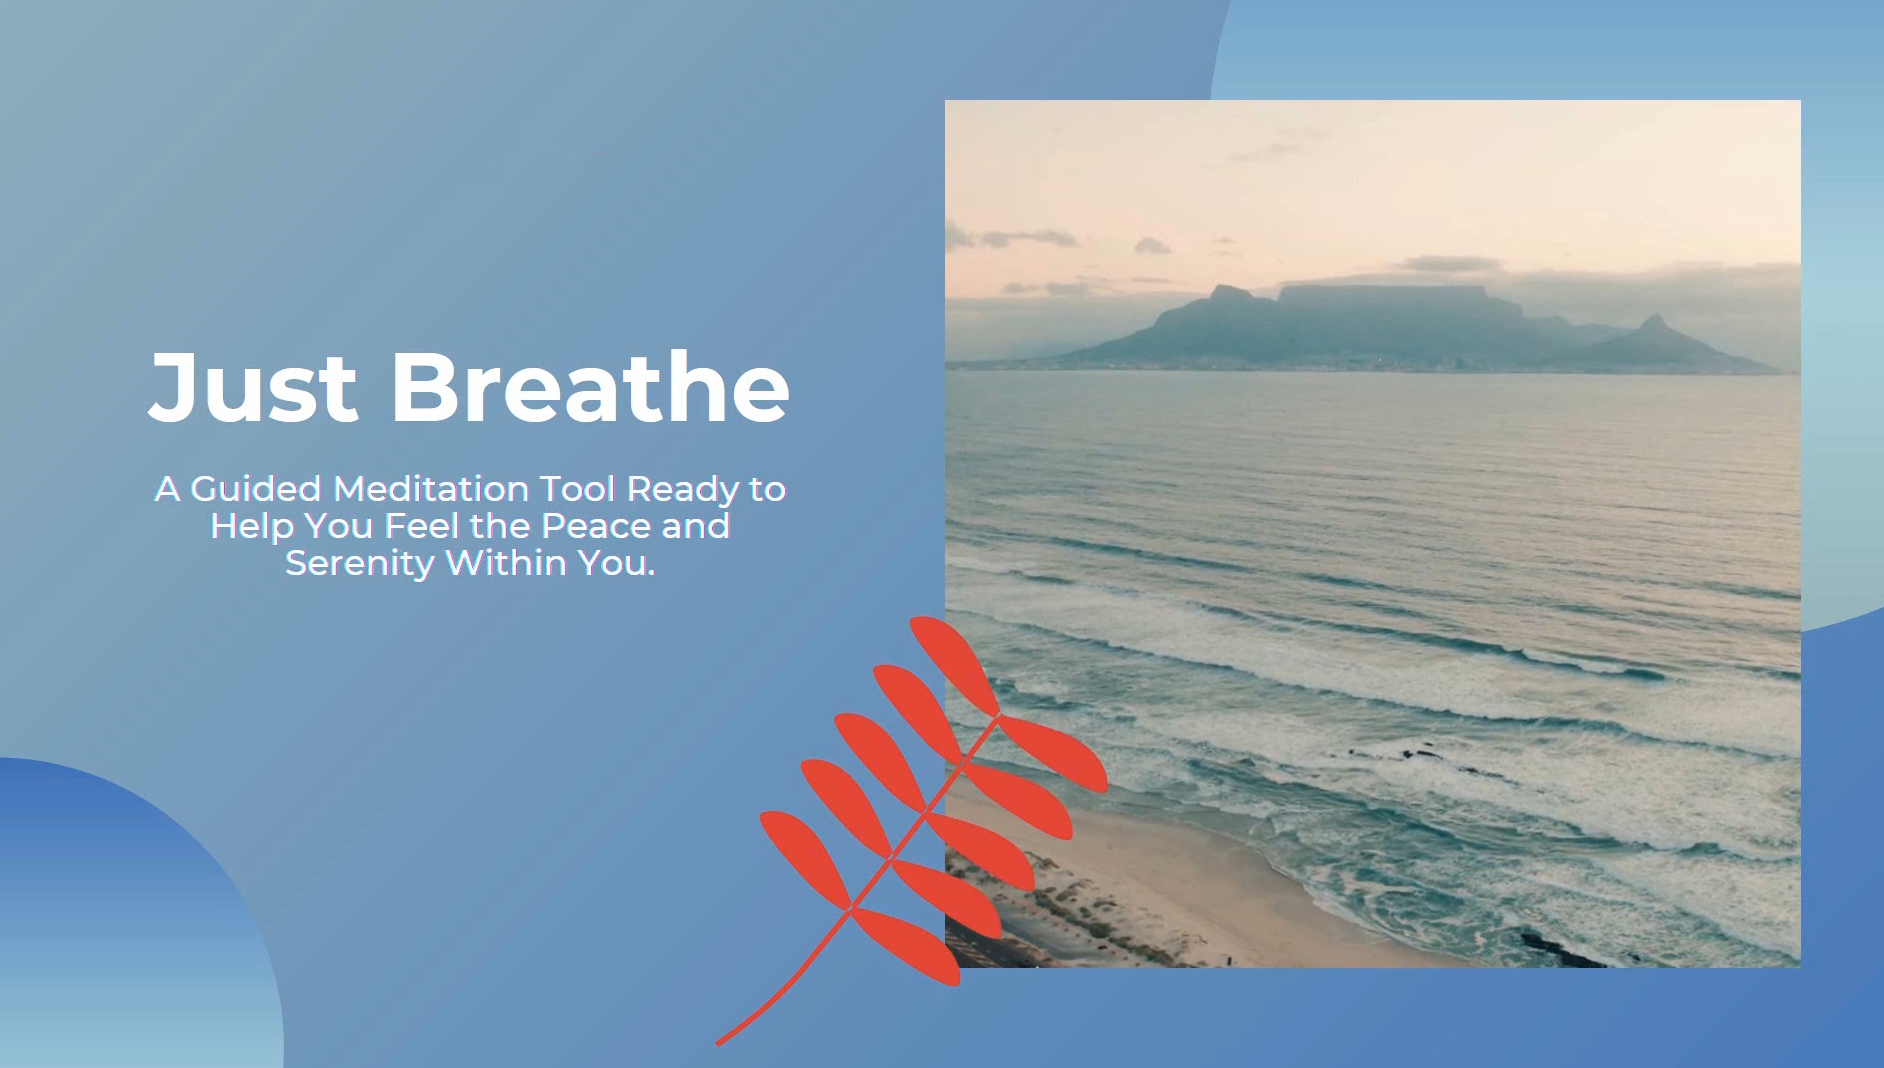 Just Breathe
A Guided Meditation Tool Ready to
Help You Feel the Peace and
Serenity Within You.